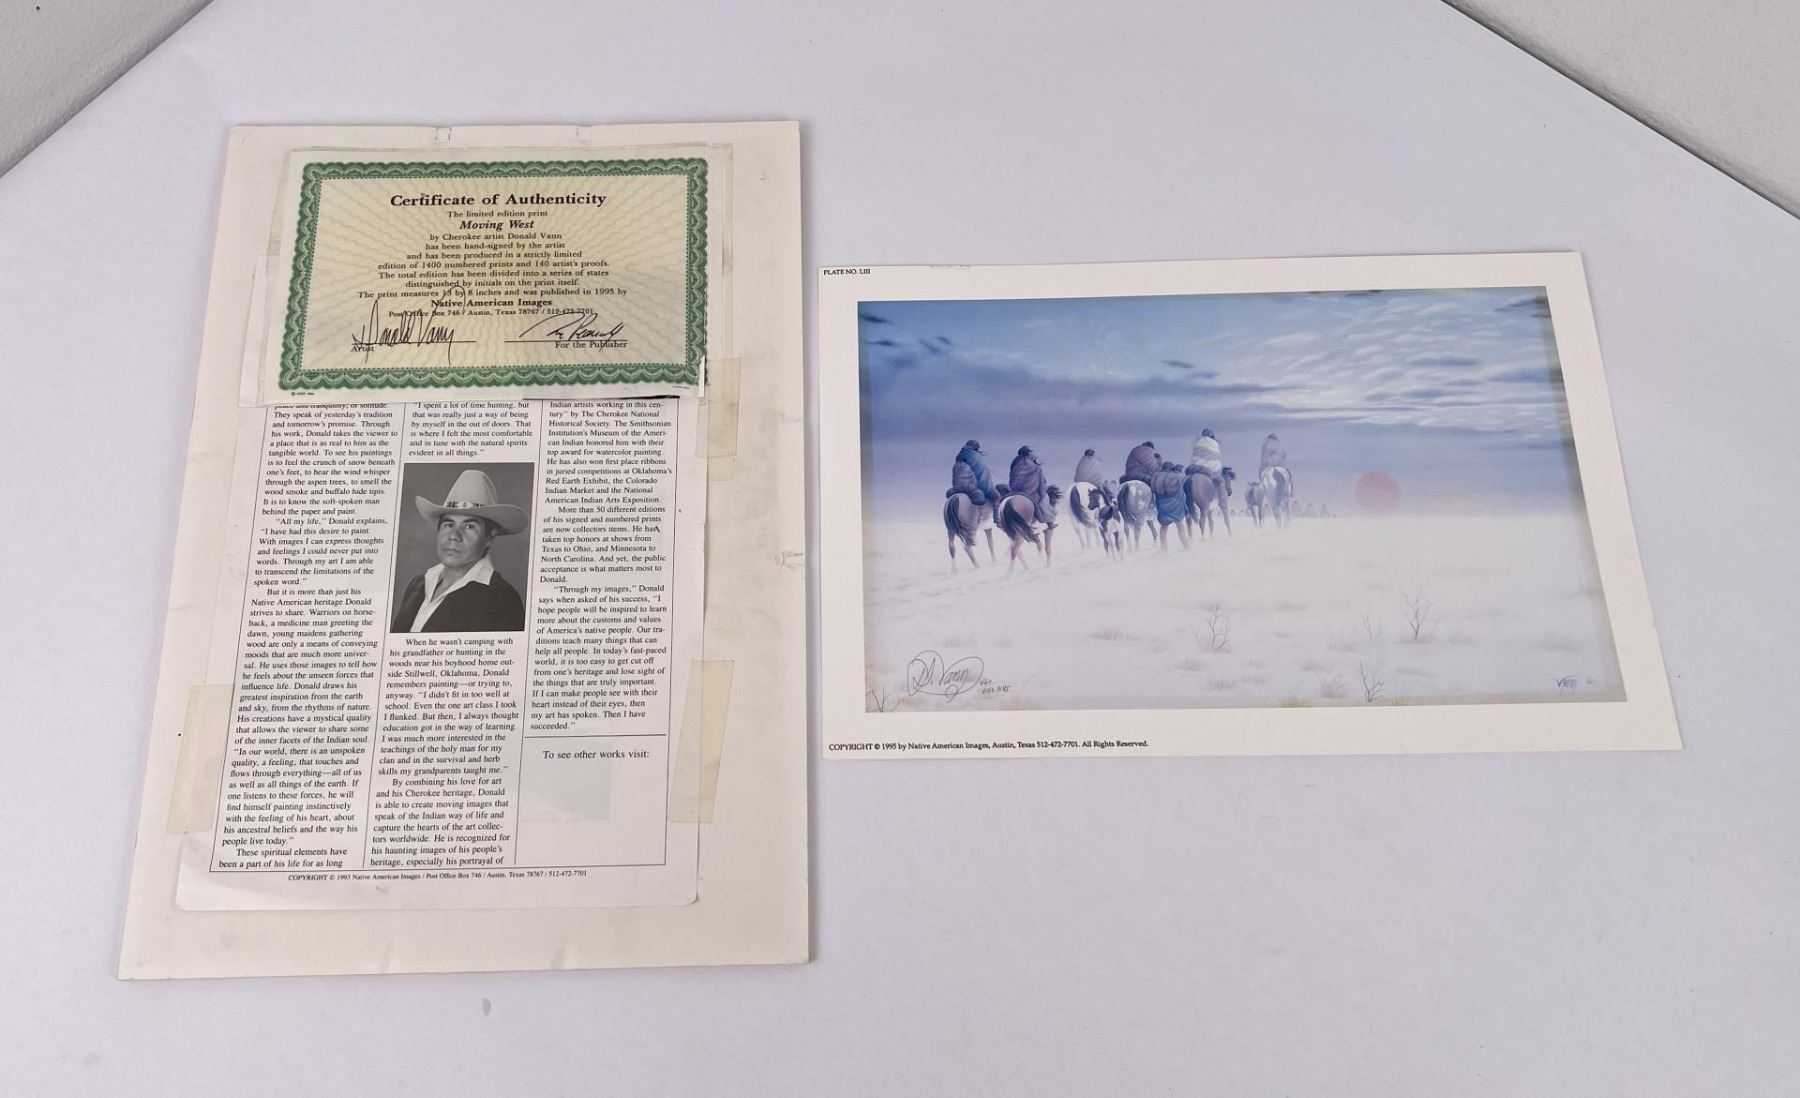 Certificate of Authenticity
The limited edition print
Moving West
by Cherokee artist Donald Vann
has been hand-signed by the artist
and has been produced in a strictly limited
edition of 1400 numbered prints and 140 artist's proofs.
The total edition has been divided into a series of states
distinguished by initials on the print itself.
The print measures 13 by 8 inches and was published in 1995 by
Native American Images
Post Office Box 746 / Austin, Texas 78767 / 512-472-7701
Donald Vann
Artist
For the Publisher
peace and tranquility, or solitude.
They speak of yesterday's tradition
and tomorrow's promise. Through
his work, Donald takes the viewer to
a place that is as real to him as the
tangible world. To see his paintings
is to feel the crunch of snow beneath
one's feet, to hear the wind whisper
through the aspen trees, to smell the
wood smoke and buffalo hide tipis.
It is to know the soft-spoken man
behind the paper and paint.
"All my life," Donald explains,
"I have had this desire to paint.
With images I can express thoughts
and feelings I could never put into
words. Through my art I am able
to transcend the limitations of the
spoken word."
But it is more than just his
Native American heritage Donald
strives to share. Warriors on horse-
back, a medicine man greeting the
dawn, young maidens gathering
wood are only a means of conveying
moods that are much more univer-
sal. He uses those images to tell how
he feels about the unseen forces that
influence life. Donald draws his
greatest inspiration from the earth
and sky, from the rhythms of nature.
His creations have a mystical quality
that allows the viewer to share some
of the inner facets of the Indian soul.
"In our world, there is an unspoken
quality, a feeling, that touches and
flows through everything—all of us
as well as all things of the earth. If
one listens to these forces, he will
find himself painting instinctively
with the feeling of his heart, about
his ancestral beliefs and the way his
people live today."
These spiritual elements have
been a part of his life for as long
"I spent a lot of time hunting, but
that was really just a way of being
by myself in the out of doors. That
is where I felt the most comfortable
and in tune with the natural spirits
evident in all things."
When he wasn't camping with
his grandfather or hunting in the
woods near his boyhood home out-
side Stillwell, Oklahoma, Donald
remembers painting—or trying to,
anyway. "I didn't fit in too well at
school. Even the one art class I took
I flunked. But then, I always thought
education got in the way of learning.
I was much more interested in the
teachings of the holy man for my
clan and in the survival and herb
skills my grandparents taught me."
By combining his love for art
and his Cherokee heritage, Donald
is able to create moving images that
speak of the Indian way of life and
capture the hearts of the art collec-
tors worldwide. He is recognized for
his haunting images of his people's
heritage, especially his portrayal of
Indian artists working in this cen-
tury" by The Cherokee National
Historical Society. The Smithsonian
Institution's Museum of the Ameri-
can Indian honored him with their
top award for watercolor painting.
He has also won first place ribbons
in juried competitions at Oklahoma's
Red Earth Exhibit, the Colorado
Indian Market and the National
American Indian Arts Exposition.
More than 50 different editions
of his signed and numbered prints
are now collectors items. He has
taken top honors at shows from
Texas to Ohio, and Minnesota to
North Carolina. And yet, the public
acceptance is what matters most to
Donald.
"Through my images," Donald
says when asked of his success, "I
hope people will be inspired to learn
more about the customs and values
of America's native people. Our tra-
ditions teach many things that can
help all people. In today's fast-paced
world, it is too easy to get cut off
from one's heritage and lose sight of
the things that are truly important.
If I can make people see with their
heart instead of their eyes, then
my art has spoken. Then I have
succeeded."
To see other works visit:
COPYRIGHT © 1993 Native American Images / Post Office Box 746 / Austin, Texas 78767 / 512-472-7701
PLATE NO. LIII
D. Vann
VANN
COPYRIGHT © 1995 by Native American Images, Austin, Texas 512-472-7701. All Rights Reserved.